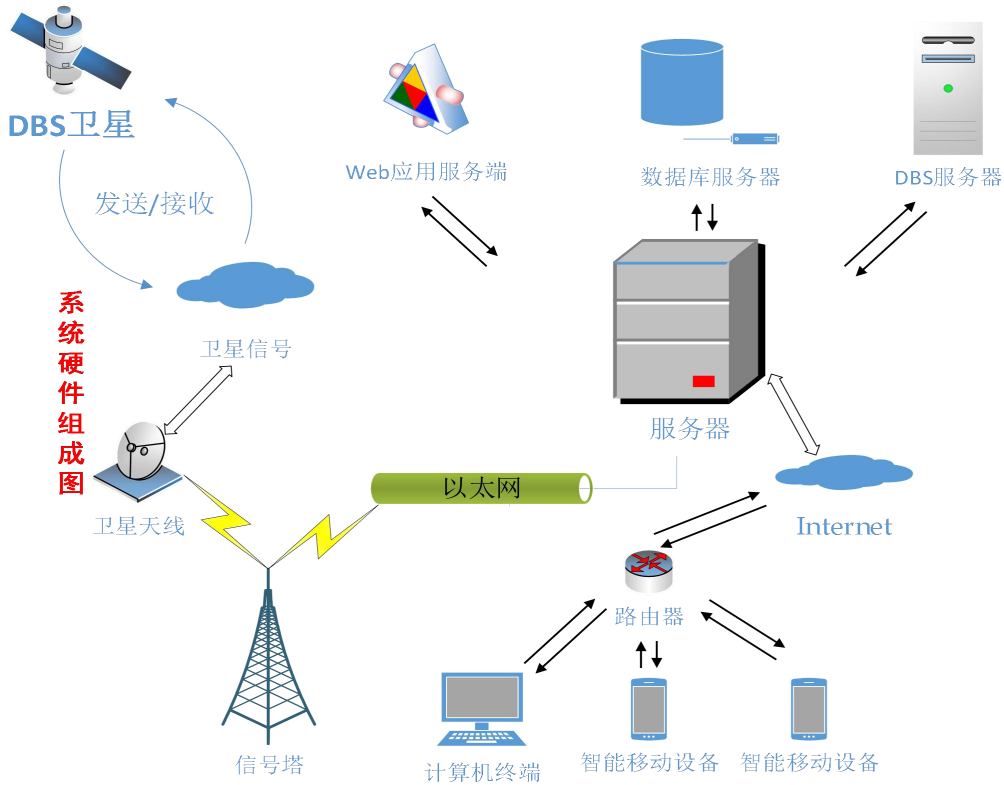 DBS卫星
发送/接收
Web应用服务端
数据库服务器
DBS服务器
卫星信号
系统硬件组成图
卫星天线
服务器
以太网
Internet
路由器
信号塔
计算机终端
智能移动设备
智能移动设备